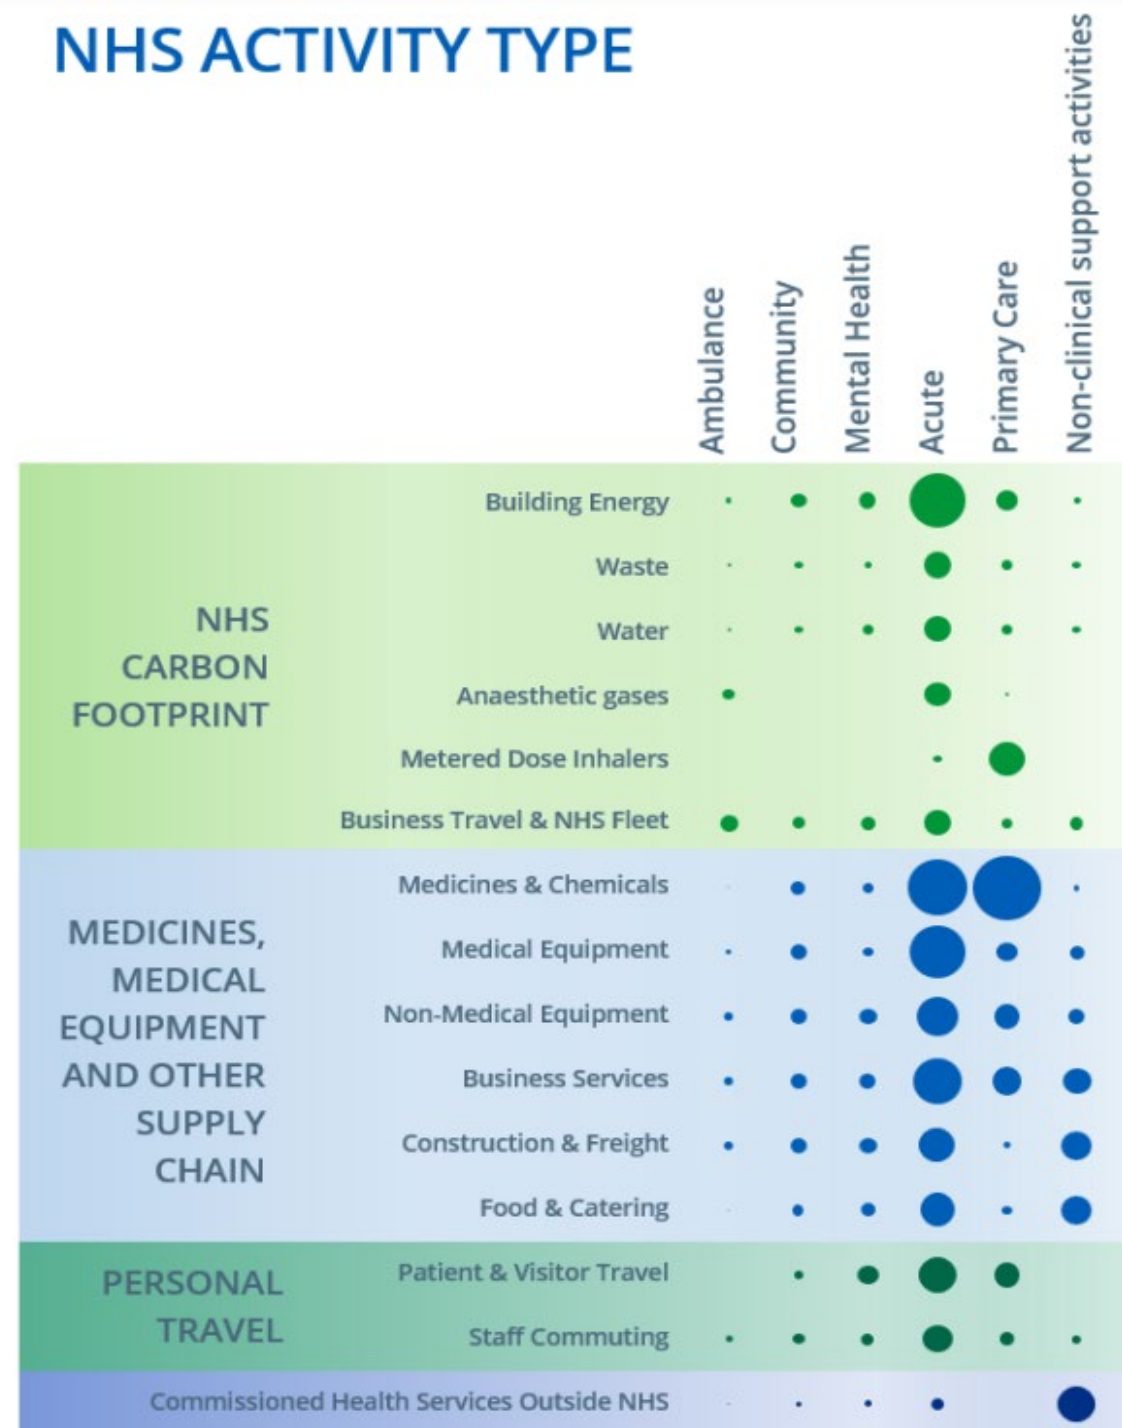 NHS ACTIVITY TYPE
Ambulance
Community
Mental Health
Acute
Primary Care
Non-clinical support activities
NHS
CARBON
FOOTPRINT
Building Energy
Waste
Water
Anaesthetic gases
Metered Dose Inhalers
Business Travel & NHS Fleet
MEDICINES,
MEDICAL
EQUIPMENT
AND OTHER
SUPPLY
CHAIN
Medicines & Chemicals
Medical Equipment
Non-Medical Equipment
Business Services
Construction & Freight
Food & Catering
PERSONAL
TRAVEL
Patient & Visitor Travel
Staff Commuting
Commissioned Health Services Outside NHS